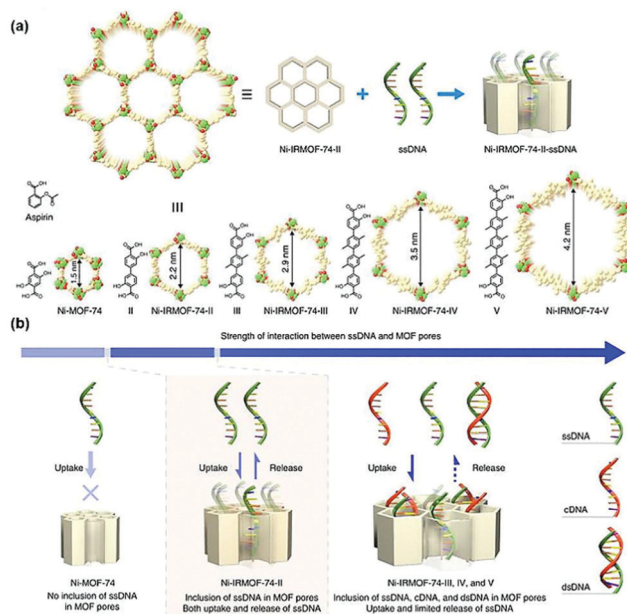 (a)
≡
+
Ni-IRMOF-74-II
ssDNA
Ni-IRMOF-74-II-ssDNA
Aspirin
III
1.5 nm
2.2 nm
2.9 nm
3.5 nm
4.2 nm
Ni-MOF-74
II
Ni-IRMOF-74-II
III
Ni-IRMOF-74-III
IV
Ni-IRMOF-74-IV
V
Ni-IRMOF-74-V
(b)
Strength of interaction between ssDNA and MOF pores
Uptake
Uptake
Release
Uptake
Release
ssDNA
cDNA
dsDNA
Ni-MOF-74
No inclusion of ssDNA
in MOF pores
Ni-IRMOF-74-II
Inclusion of ssDNA in MOF pores
Both uptake and release of ssDNA
Ni-IRMOF-74-III, IV, and V
Inclusion of ssDNA, cDNA, and dsDNA in MOF pores
Uptake and limited release of ssDNA